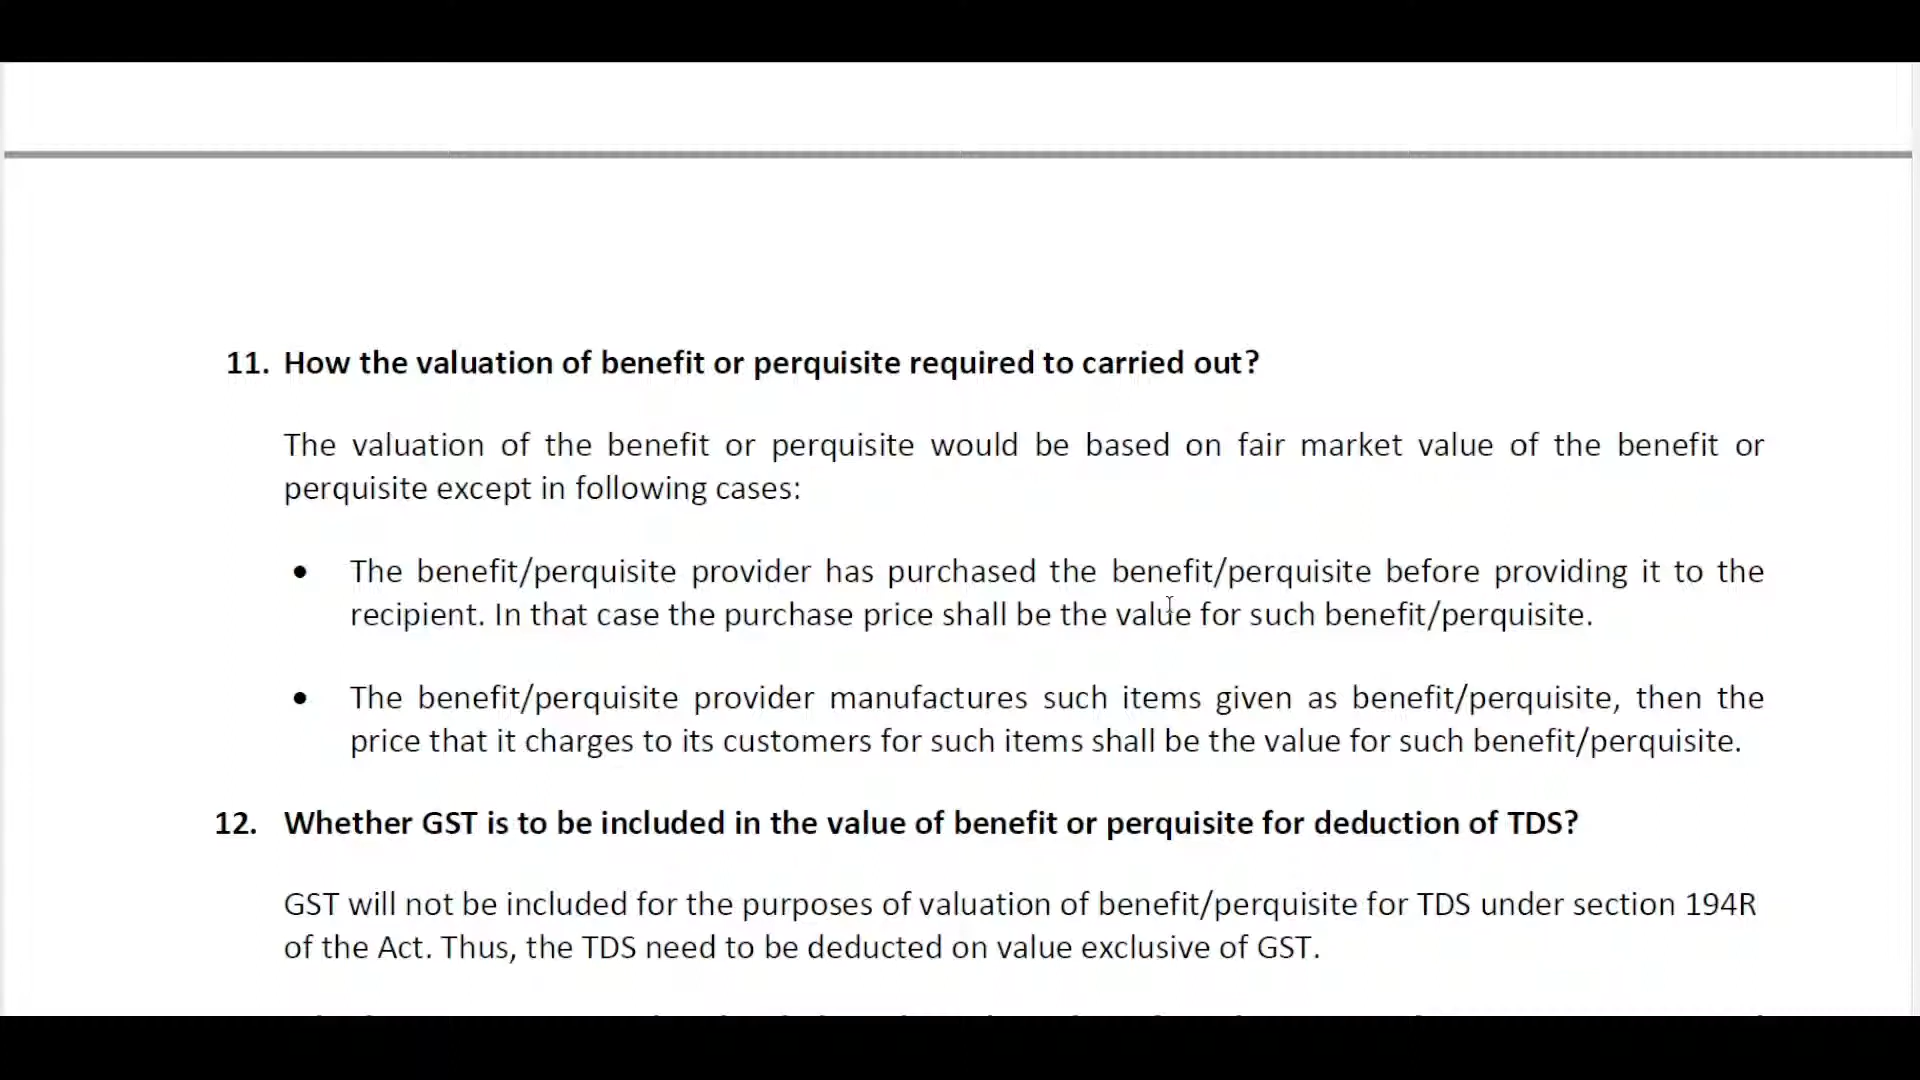 11. How the valuation of benefit or perquisite required to carried out?
The valuation of the benefit or perquisite would be based on fair market value of the benefit or
perquisite except in following cases:
• The benefit/perquisite provider has purchased the benefit/perquisite before providing it to the
recipient. In that case the purchase price shall be the value for such benefit/perquisite.
• The benefit/perquisite provider manufactures such items given as benefit/perquisite, then the
price that it charges to its customers for such items shall be the value for such benefit/perquisite.
12. Whether GST is to be included in the value of benefit or perquisite for deduction of TDS?
GST will not be included for the purposes of valuation of benefit/perquisite for TDS under section 194R
of the Act. Thus, the TDS need to be deducted on value exclusive of GST.